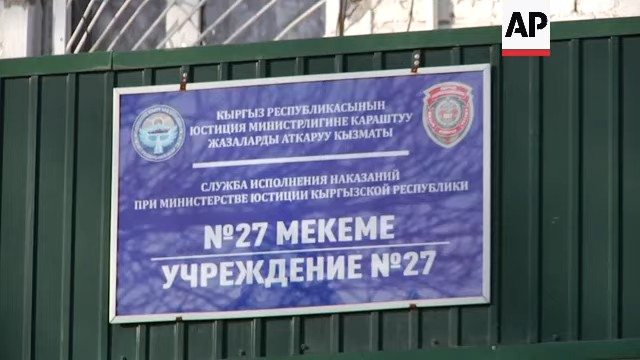 AP
КЫРГЫЗ РЕСПУБЛИКАСЫНЫН
ЮСТИЦИЯ МИНИСТРЛИГИНЕ КАРАШТУУ
ЖАЗАЛАРДЫ АТКАРУУ КЫЗМАТЫ
СЛУЖБА ИСПОЛНЕНИЯ НАКАЗАНИЙ
ПРИ МИНИСТЕРСТВЕ ЮСТИЦИИ КЫРГЫЗСКОЙ РЕСПУБЛИКИ
№27 МЕКЕМЕ
УЧРЕЖДЕНИЕ №27